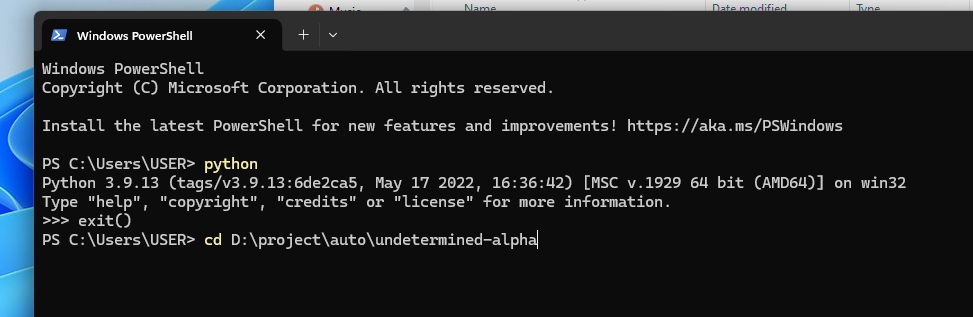 Music
Name
Date modified
Type
Windows PowerShell
Windows PowerShell
Copyright (C) Microsoft Corporation. All rights reserved.
Install the latest PowerShell for new features and improvements! https://aka.ms/PSWindows
PS C:\Users\USER> python
Python 3.9.13 (tags/v3.9.13:6de2ca5, May 17 2022, 16:36:42) [MSC v.1929 64 bit (AMD64)] on win32
Type "help", "copyright", "credits" or "license" for more information.
>>> exit()
PS C:\Users\USER> cd D:\project\auto\undetermined-alpha